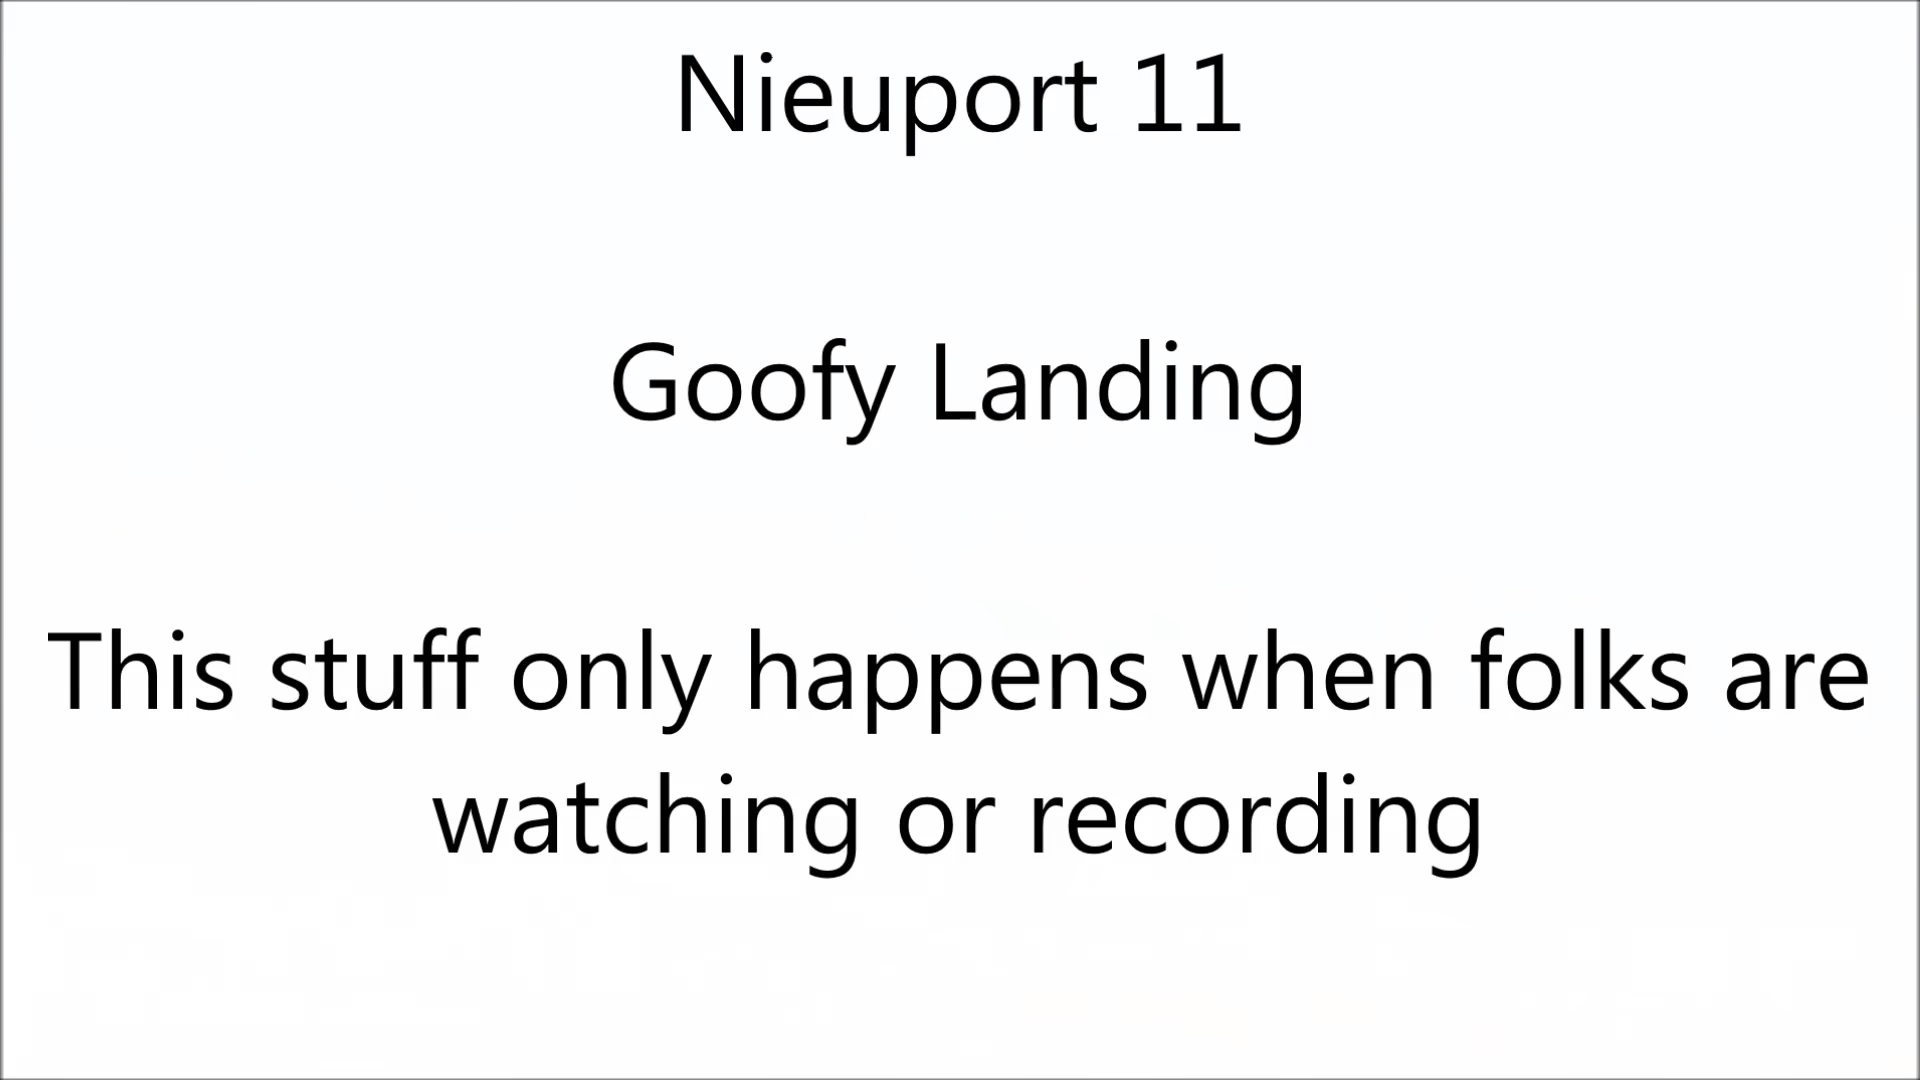 Nieuport 11
Goofy Landing
This stuff only happens when folks are
watching or recording